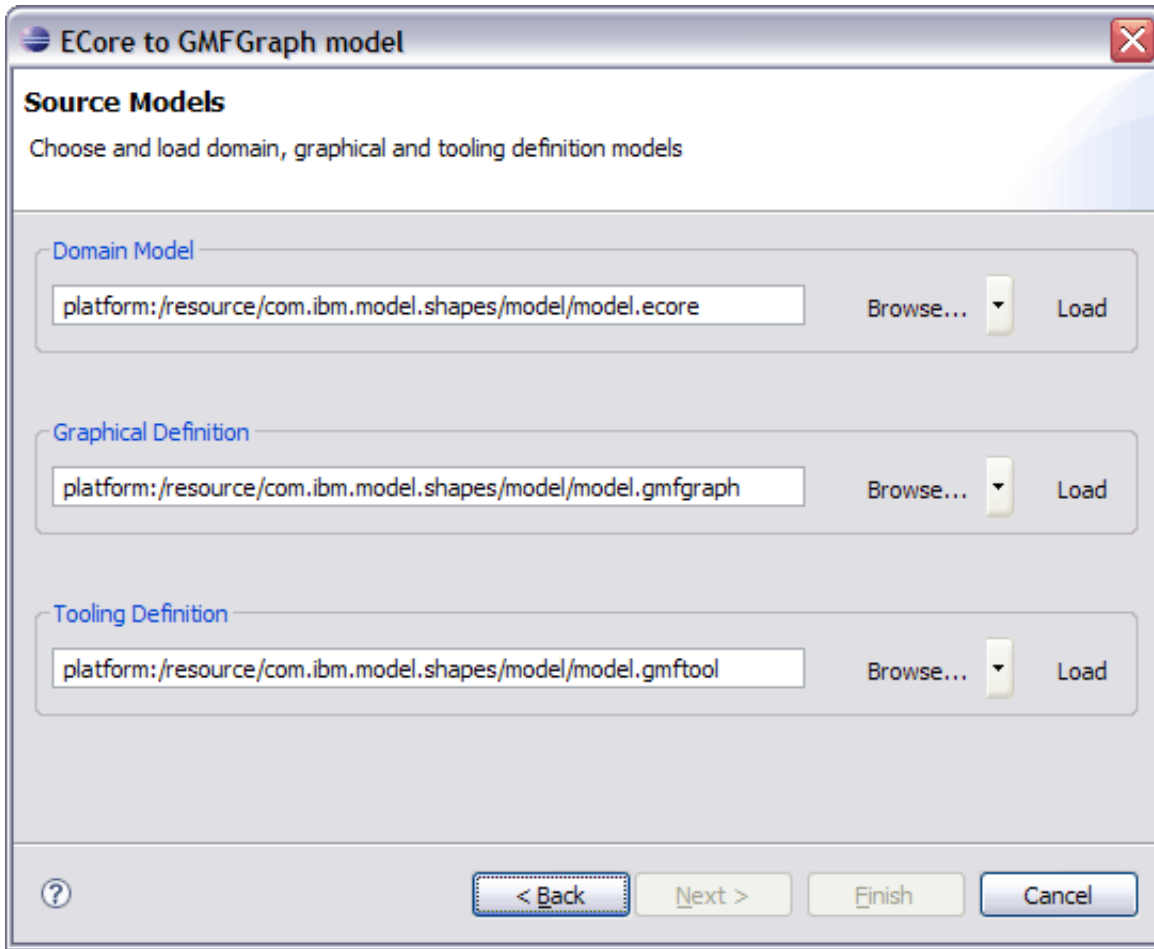 ECore to GMFGraph model
Source Models
Choose and load domain, graphical and tooling definition models
Domain Model
platform:/resource/com.ibm.model.shapes/model/model.ecore Browse... Load
Graphical Definition
platform:/resource/com.ibm.model.shapes/model/model.gmfgraph Browse... Load
Tooling Definition
platform:/resource/com.ibm.model.shapes/model/model.gmftool Browse... Load
? < Back Next > Finish Cancel